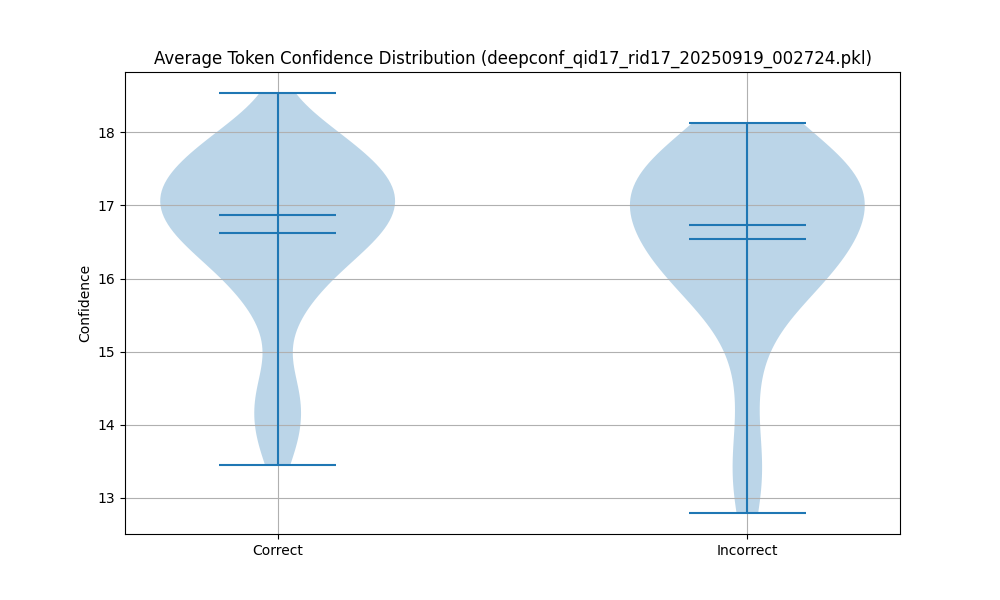 Average Token Confidence Distribution (deepconf_qid17_rid17_20250919_002724.pkl)
Confidence
18
17
16
15
14
13
Correct
Incorrect